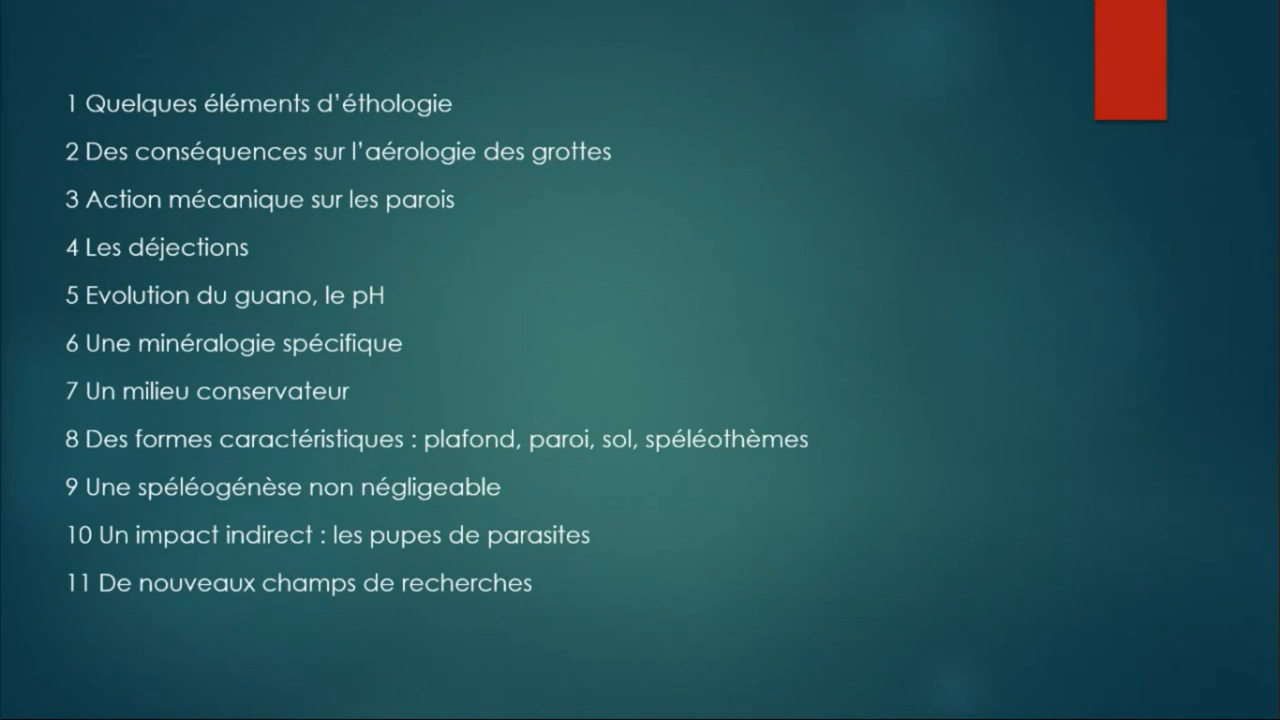 1 Quelques éléments d’éthologie
2 Des conséquences sur l’aérologie des grottes
3 Action mécanique sur les parois
4 Les déjections
5 Evolution du guano, le pH
6 Une minéralogie spécifique
7 Un milieu conservateur
8 Des formes caractéristiques : plafond, paroi, sol, spéléothèmes
9 Une spéléogénèse non négligeable
10 Un impact indirect : les pupes de parasites
11 De nouveaux champs de recherches